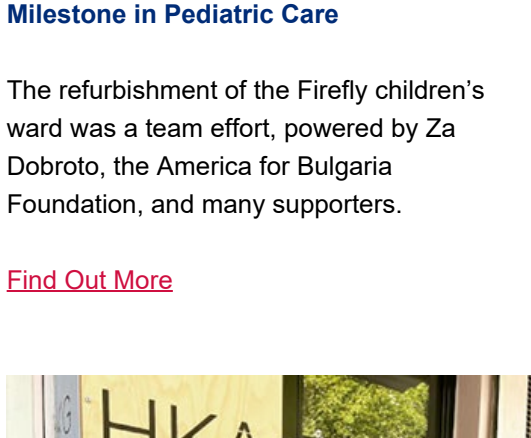 Milestone in Pediatric Care
The refurbishment of the Firefly children’s
ward was a team effort, powered by Za
Dobroto, the America for Bulgaria
Foundation, and many supporters.
Find Out More